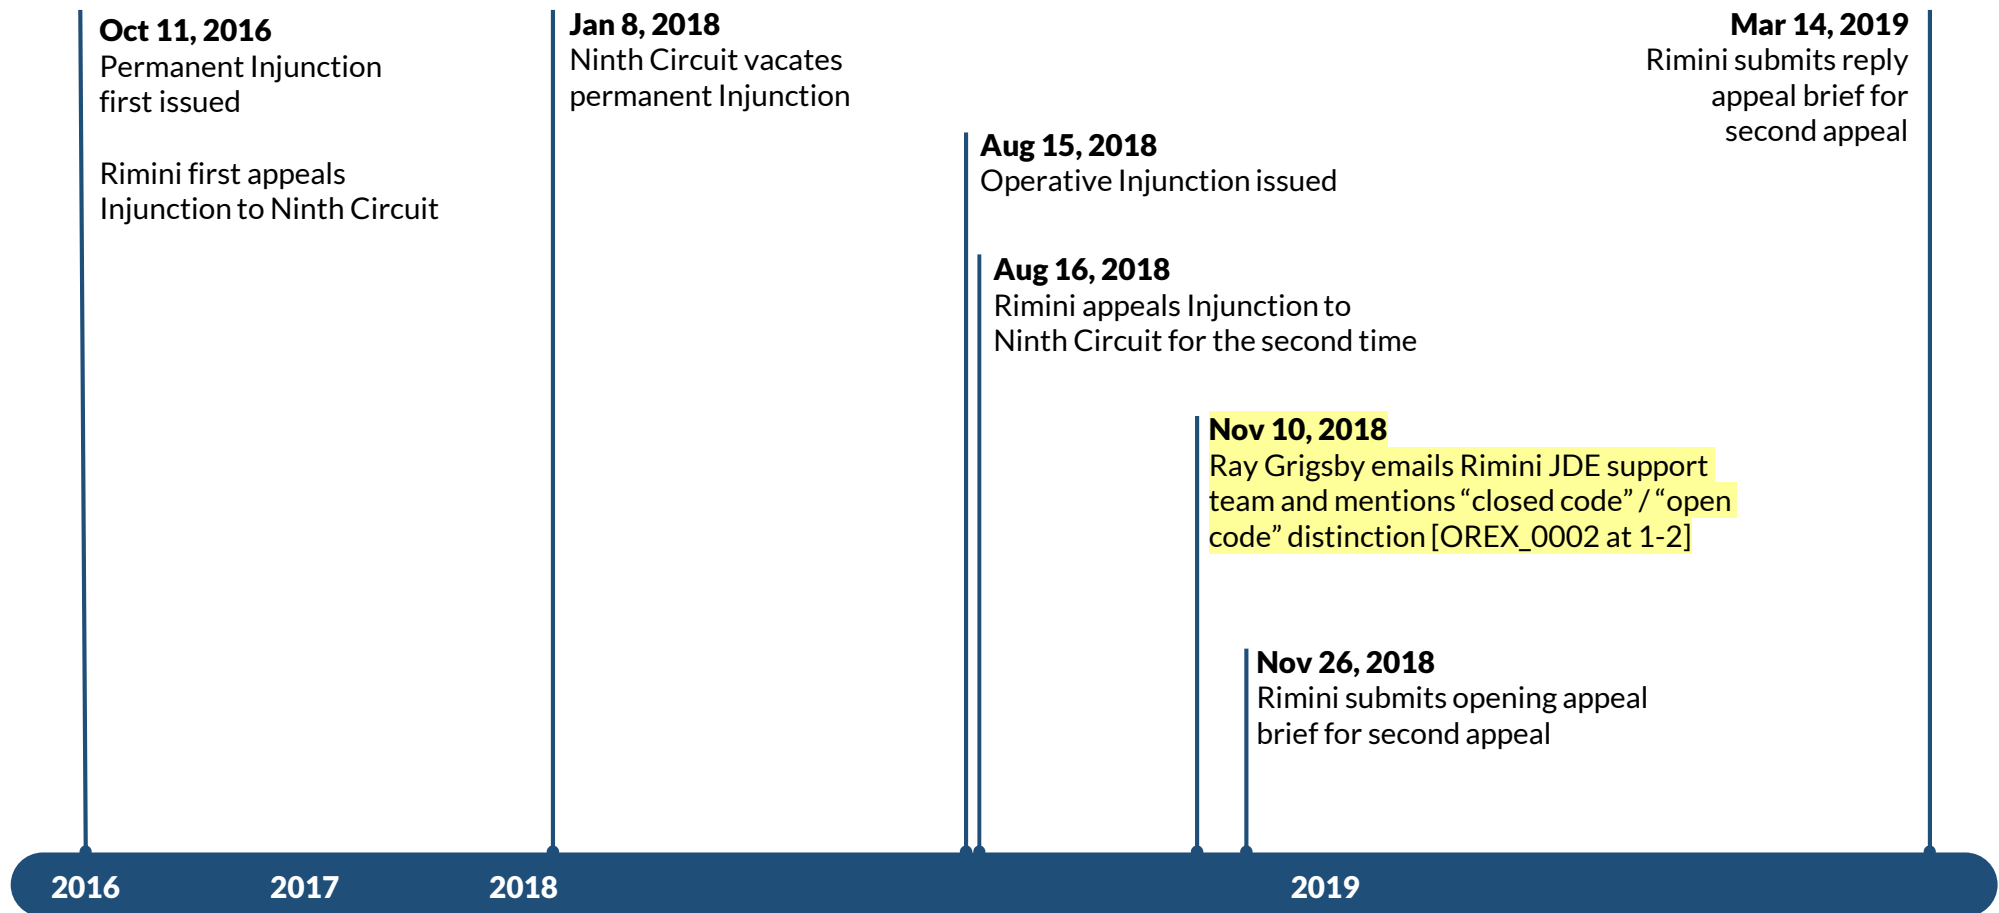 Oct 11, 2016
Permanent Injunction
first issued
Rimini first appeals
Injunction to Ninth Circuit
Jan 8, 2018
Ninth Circuit vacates
permanent Injunction
Aug 15, 2018
Operative Injunction issued
Aug 16, 2018
Rimini appeals Injunction to
Ninth Circuit for the second time
Nov 10, 2018
Ray Grigsby emails Rimini JDE support
team and mentions “closed code” / “open
code” distinction [OREX_0002 at 1-2]
Nov 26, 2018
Rimini submits opening appeal
brief for second appeal
Mar 14, 2019
Rimini submits reply
appeal brief for
second appeal
2016 2017 2018 2019